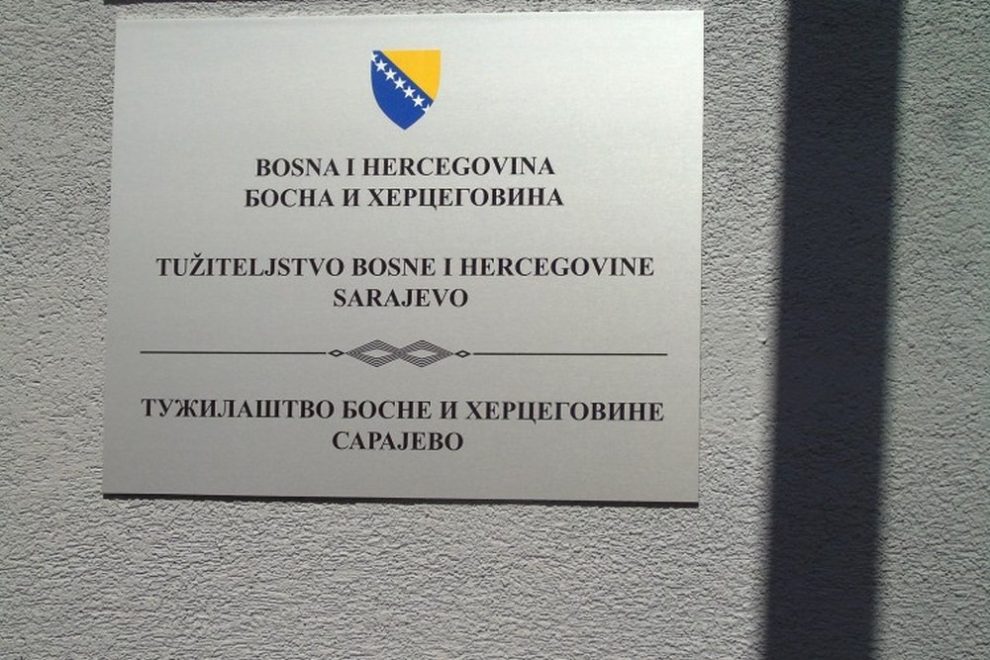 BOSNA I HERCEGOVINA
БОСНА И ХЕРЦЕГОВИНА
TUŽITELJSTVO BOSNE I HERCEGOVINE
SARAJEVO
ТУЖИЛАШТВО БОСНЕ И ХЕРЦЕГОВИНЕ
САРАЈЕВО